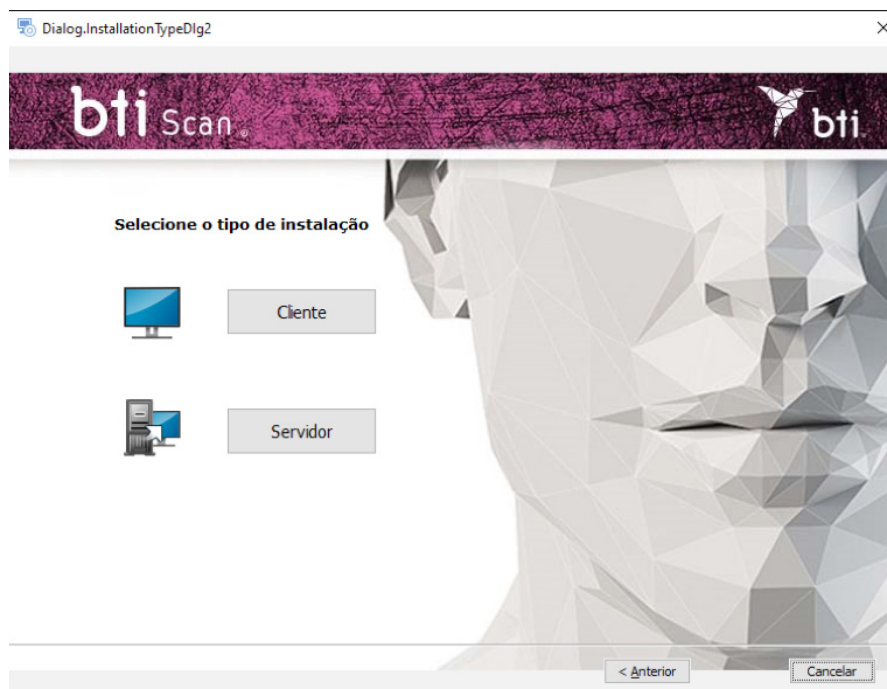 Dialog.InstallationTypeDlg2
bti Scan ®
bti
Selecione o tipo de instalação
Cliente
Servidor
< Anterior
Cancelar